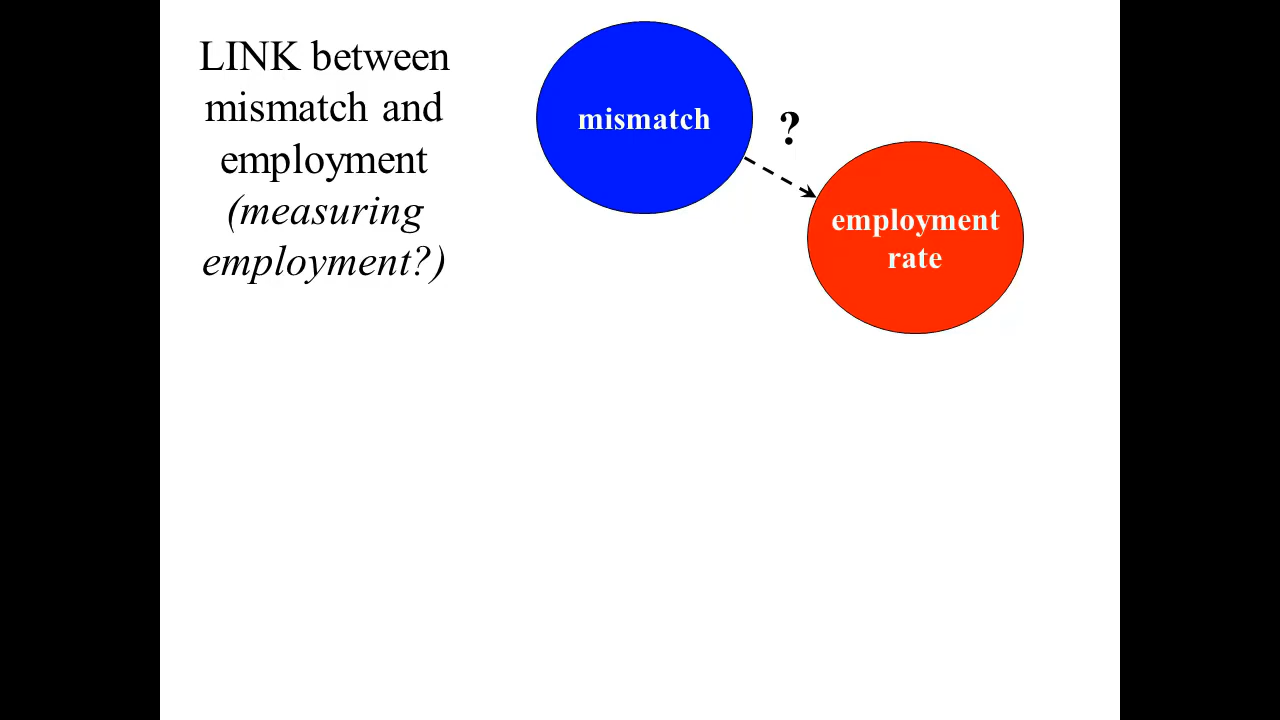 LINK between
mismatch and
employment
(measuring
employment?)
mismatch
?
employment
rate